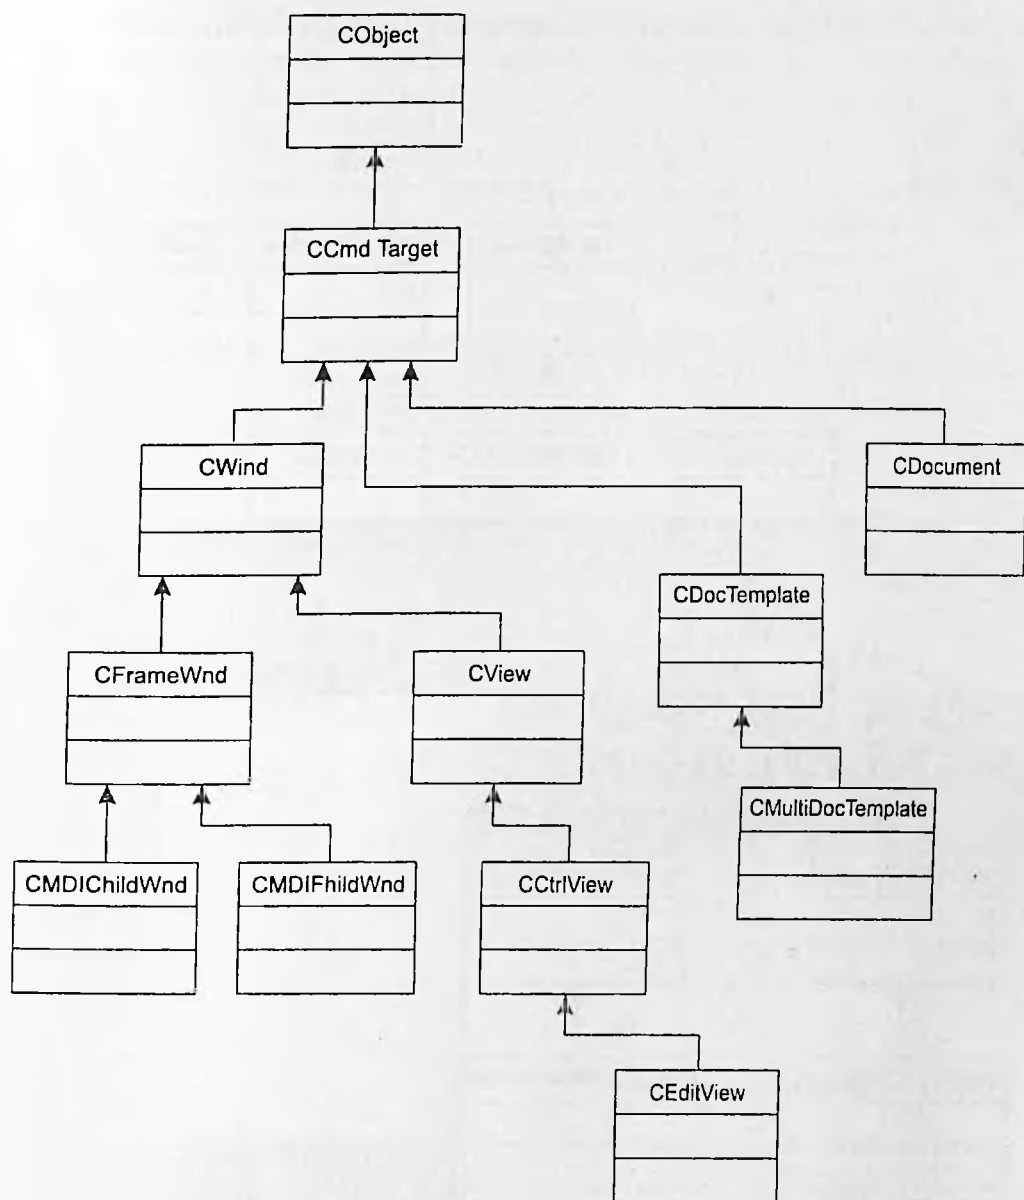 CObject
CCmd Target
CWind
CDocument
CDocTemplate
CFrameWnd
CView
CMultiDocTemplate
CMDIChildWnd
CMDIFhildWnd
CCtrlView
CEditView